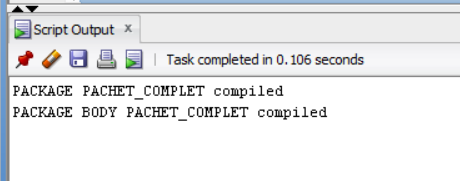 Script Output x
Task completed in 0.106 seconds
PACKAGE PACHET_COMPLET compiled
PACKAGE BODY PACHET_COMPLET compiled